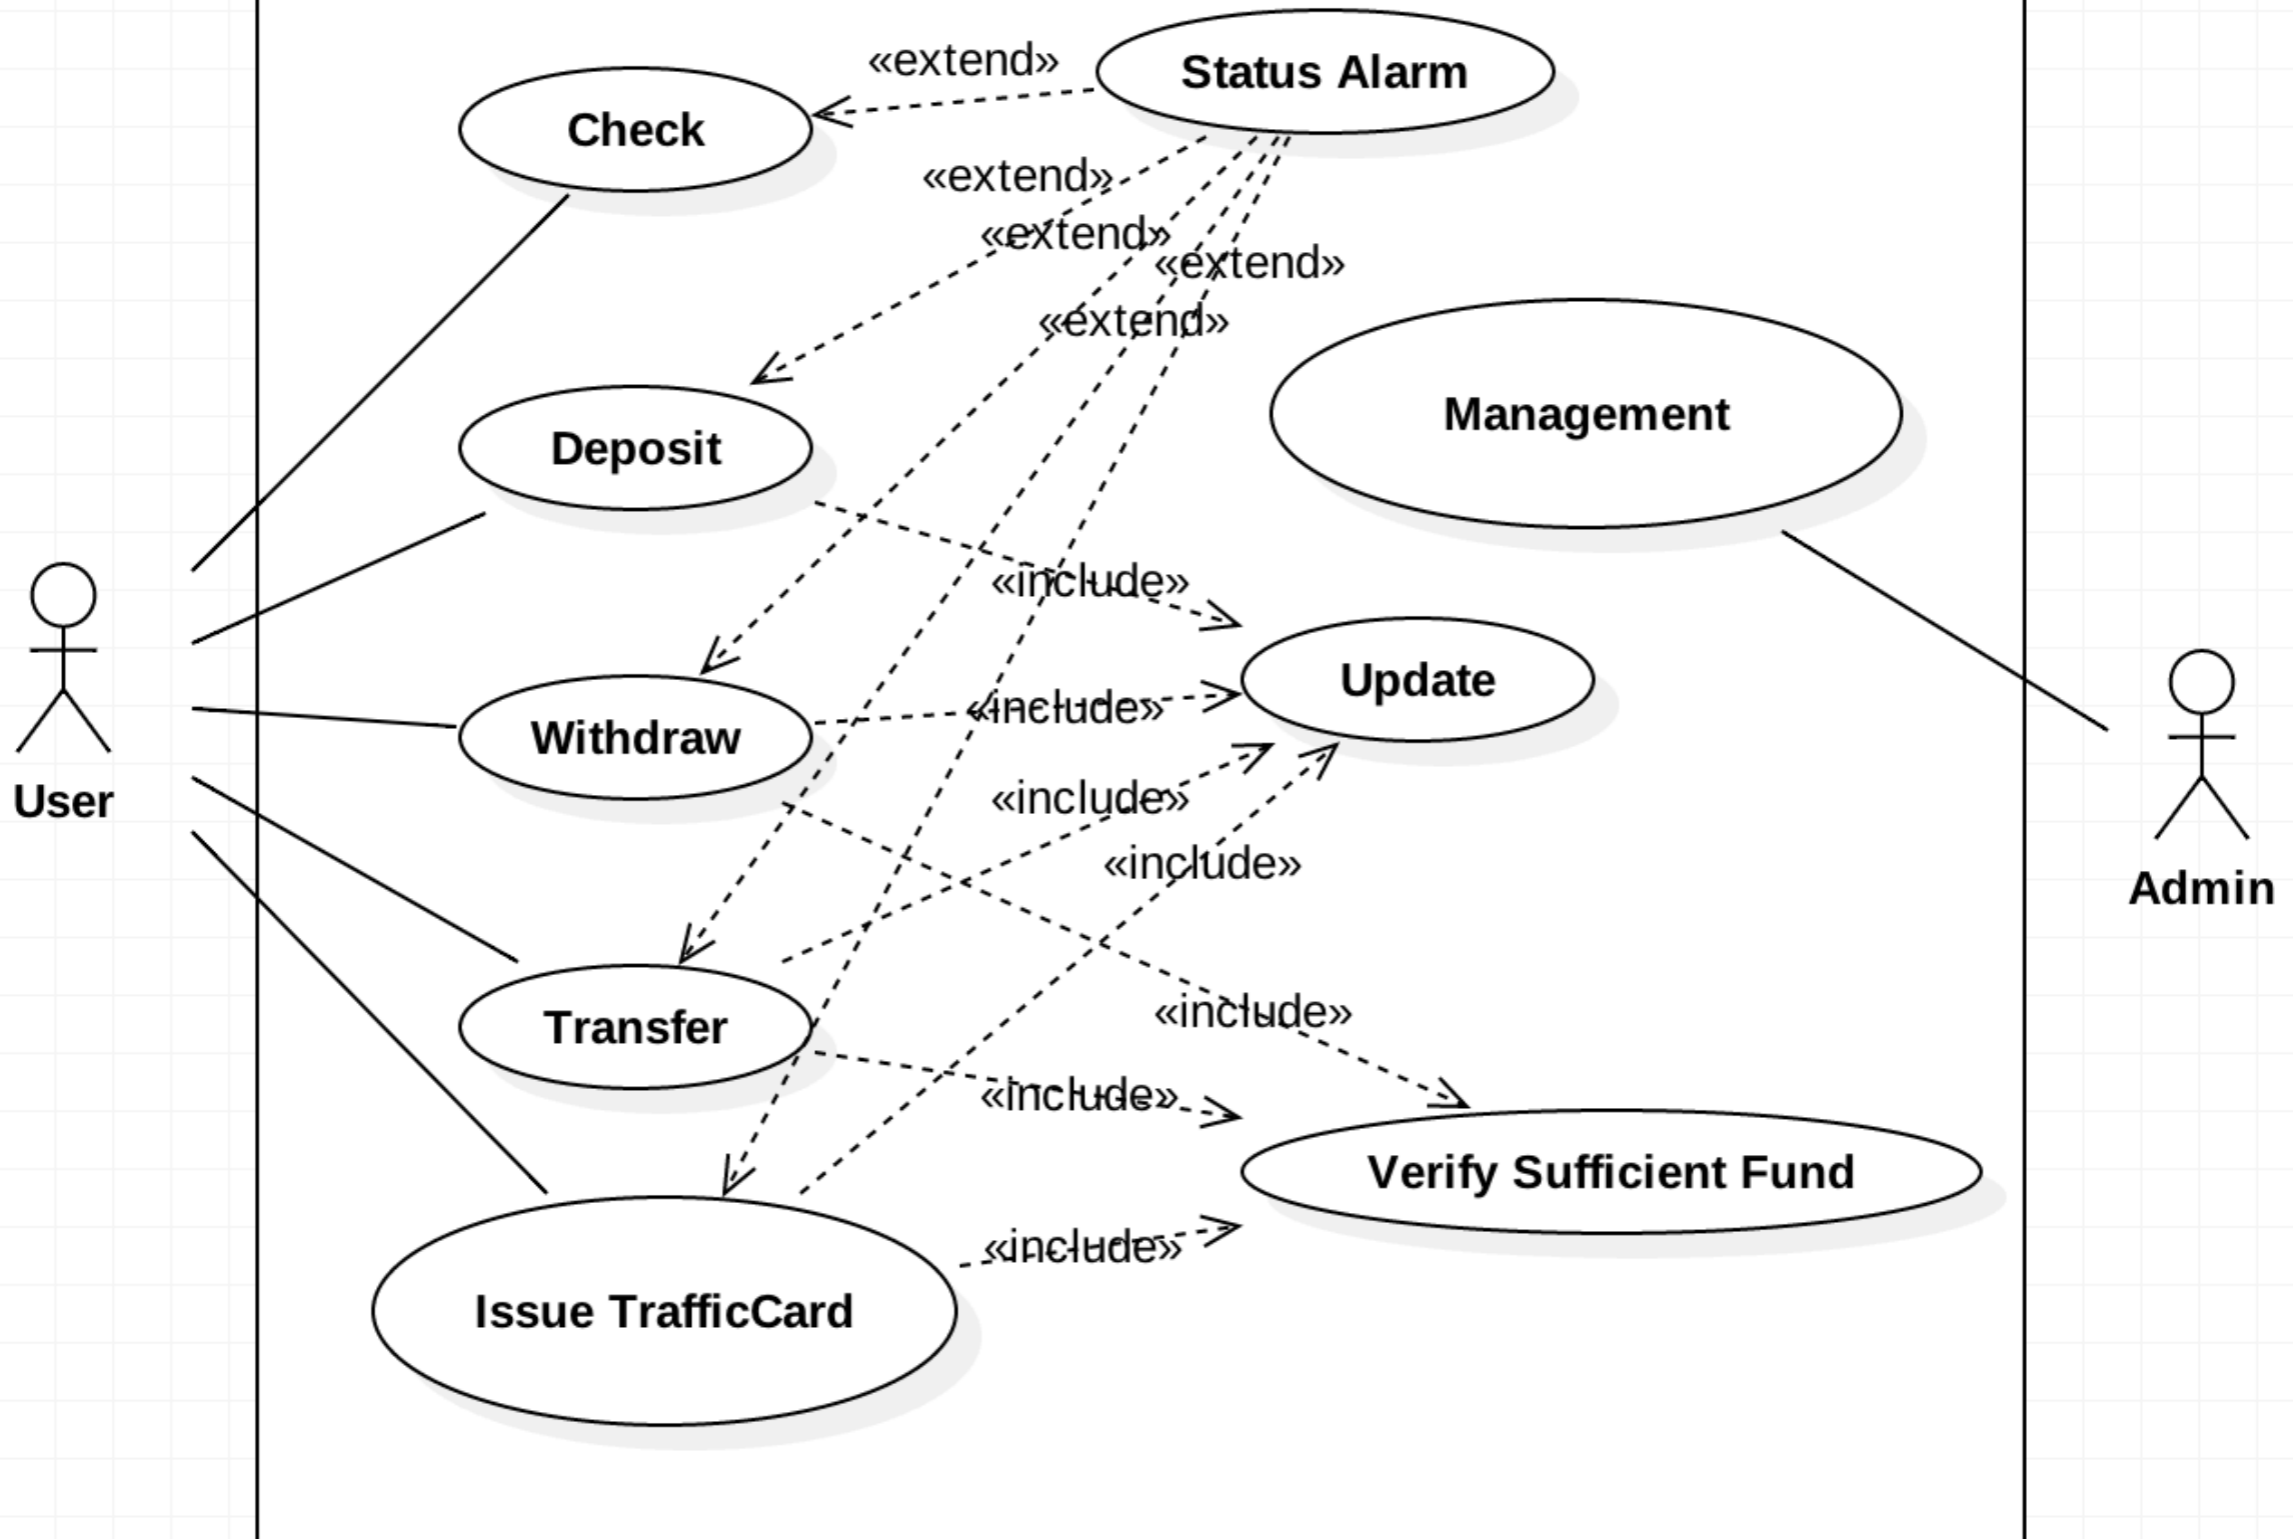 Status Alarm
«extend»
Check
«extend»
«extend»
«extend»
«extend»
Management
Deposit
«include»
Update
«include»
Withdraw
«include»
User
«include»
Admin
«include»
Transfer
«include»
Verify Sufficient Fund
«include»
Issue TrafficCard